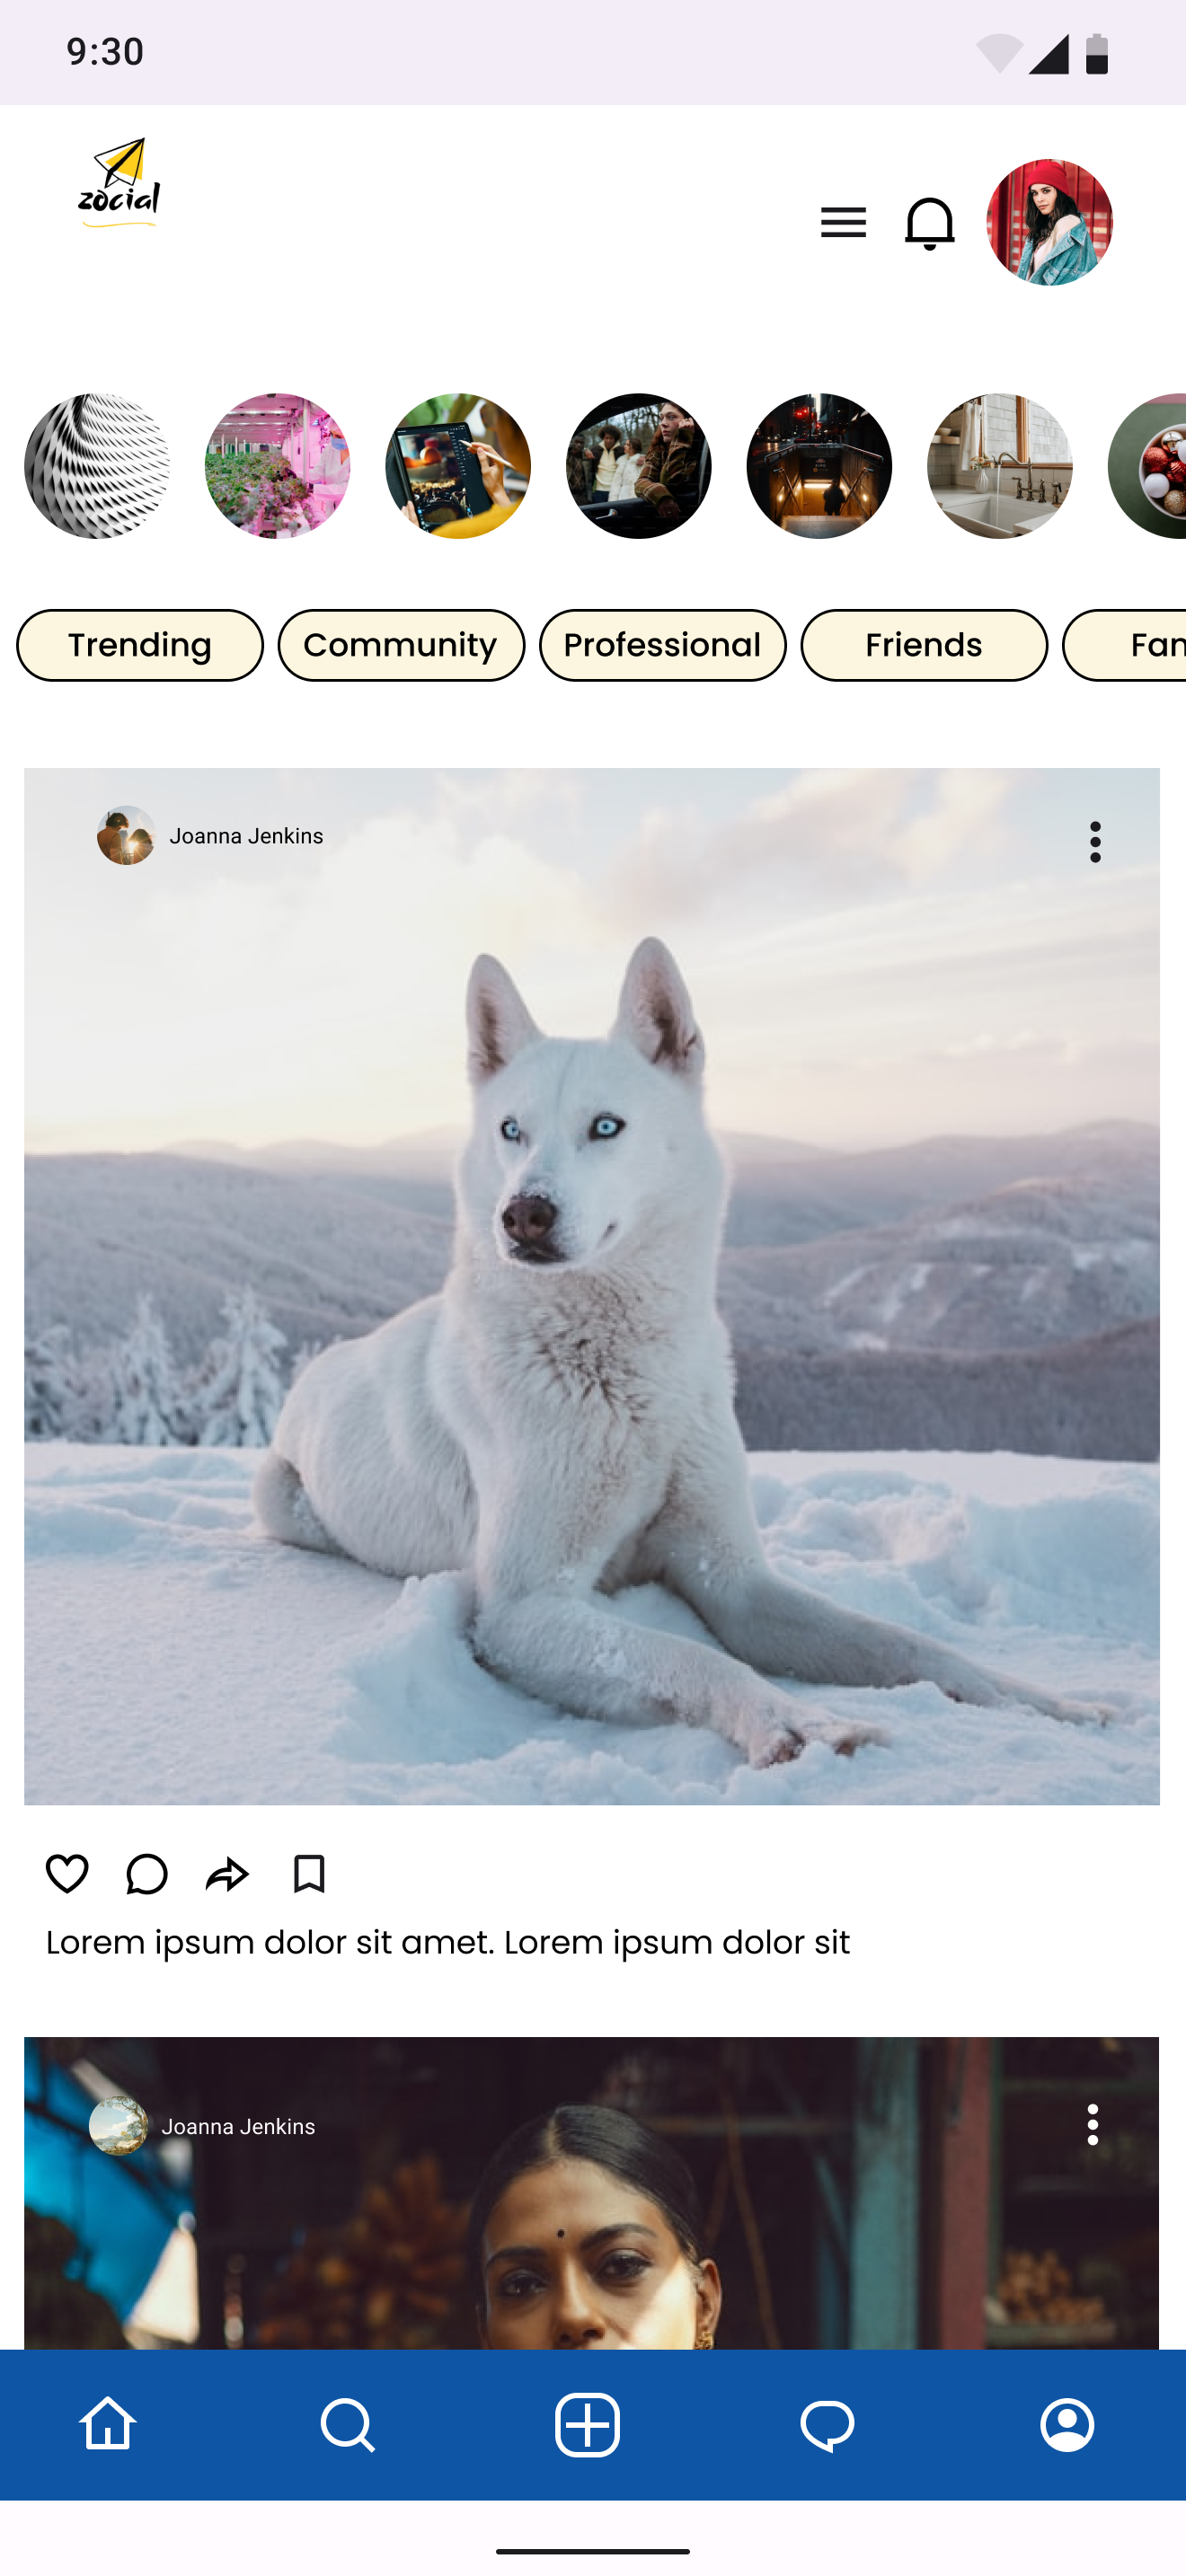 9:30
zocial
Trending
Community
Professional
Friends
Fan
Joanna Jenkins
Lorem ipsum dolor sit amet. Lorem ipsum dolor sit
Joanna Jenkins